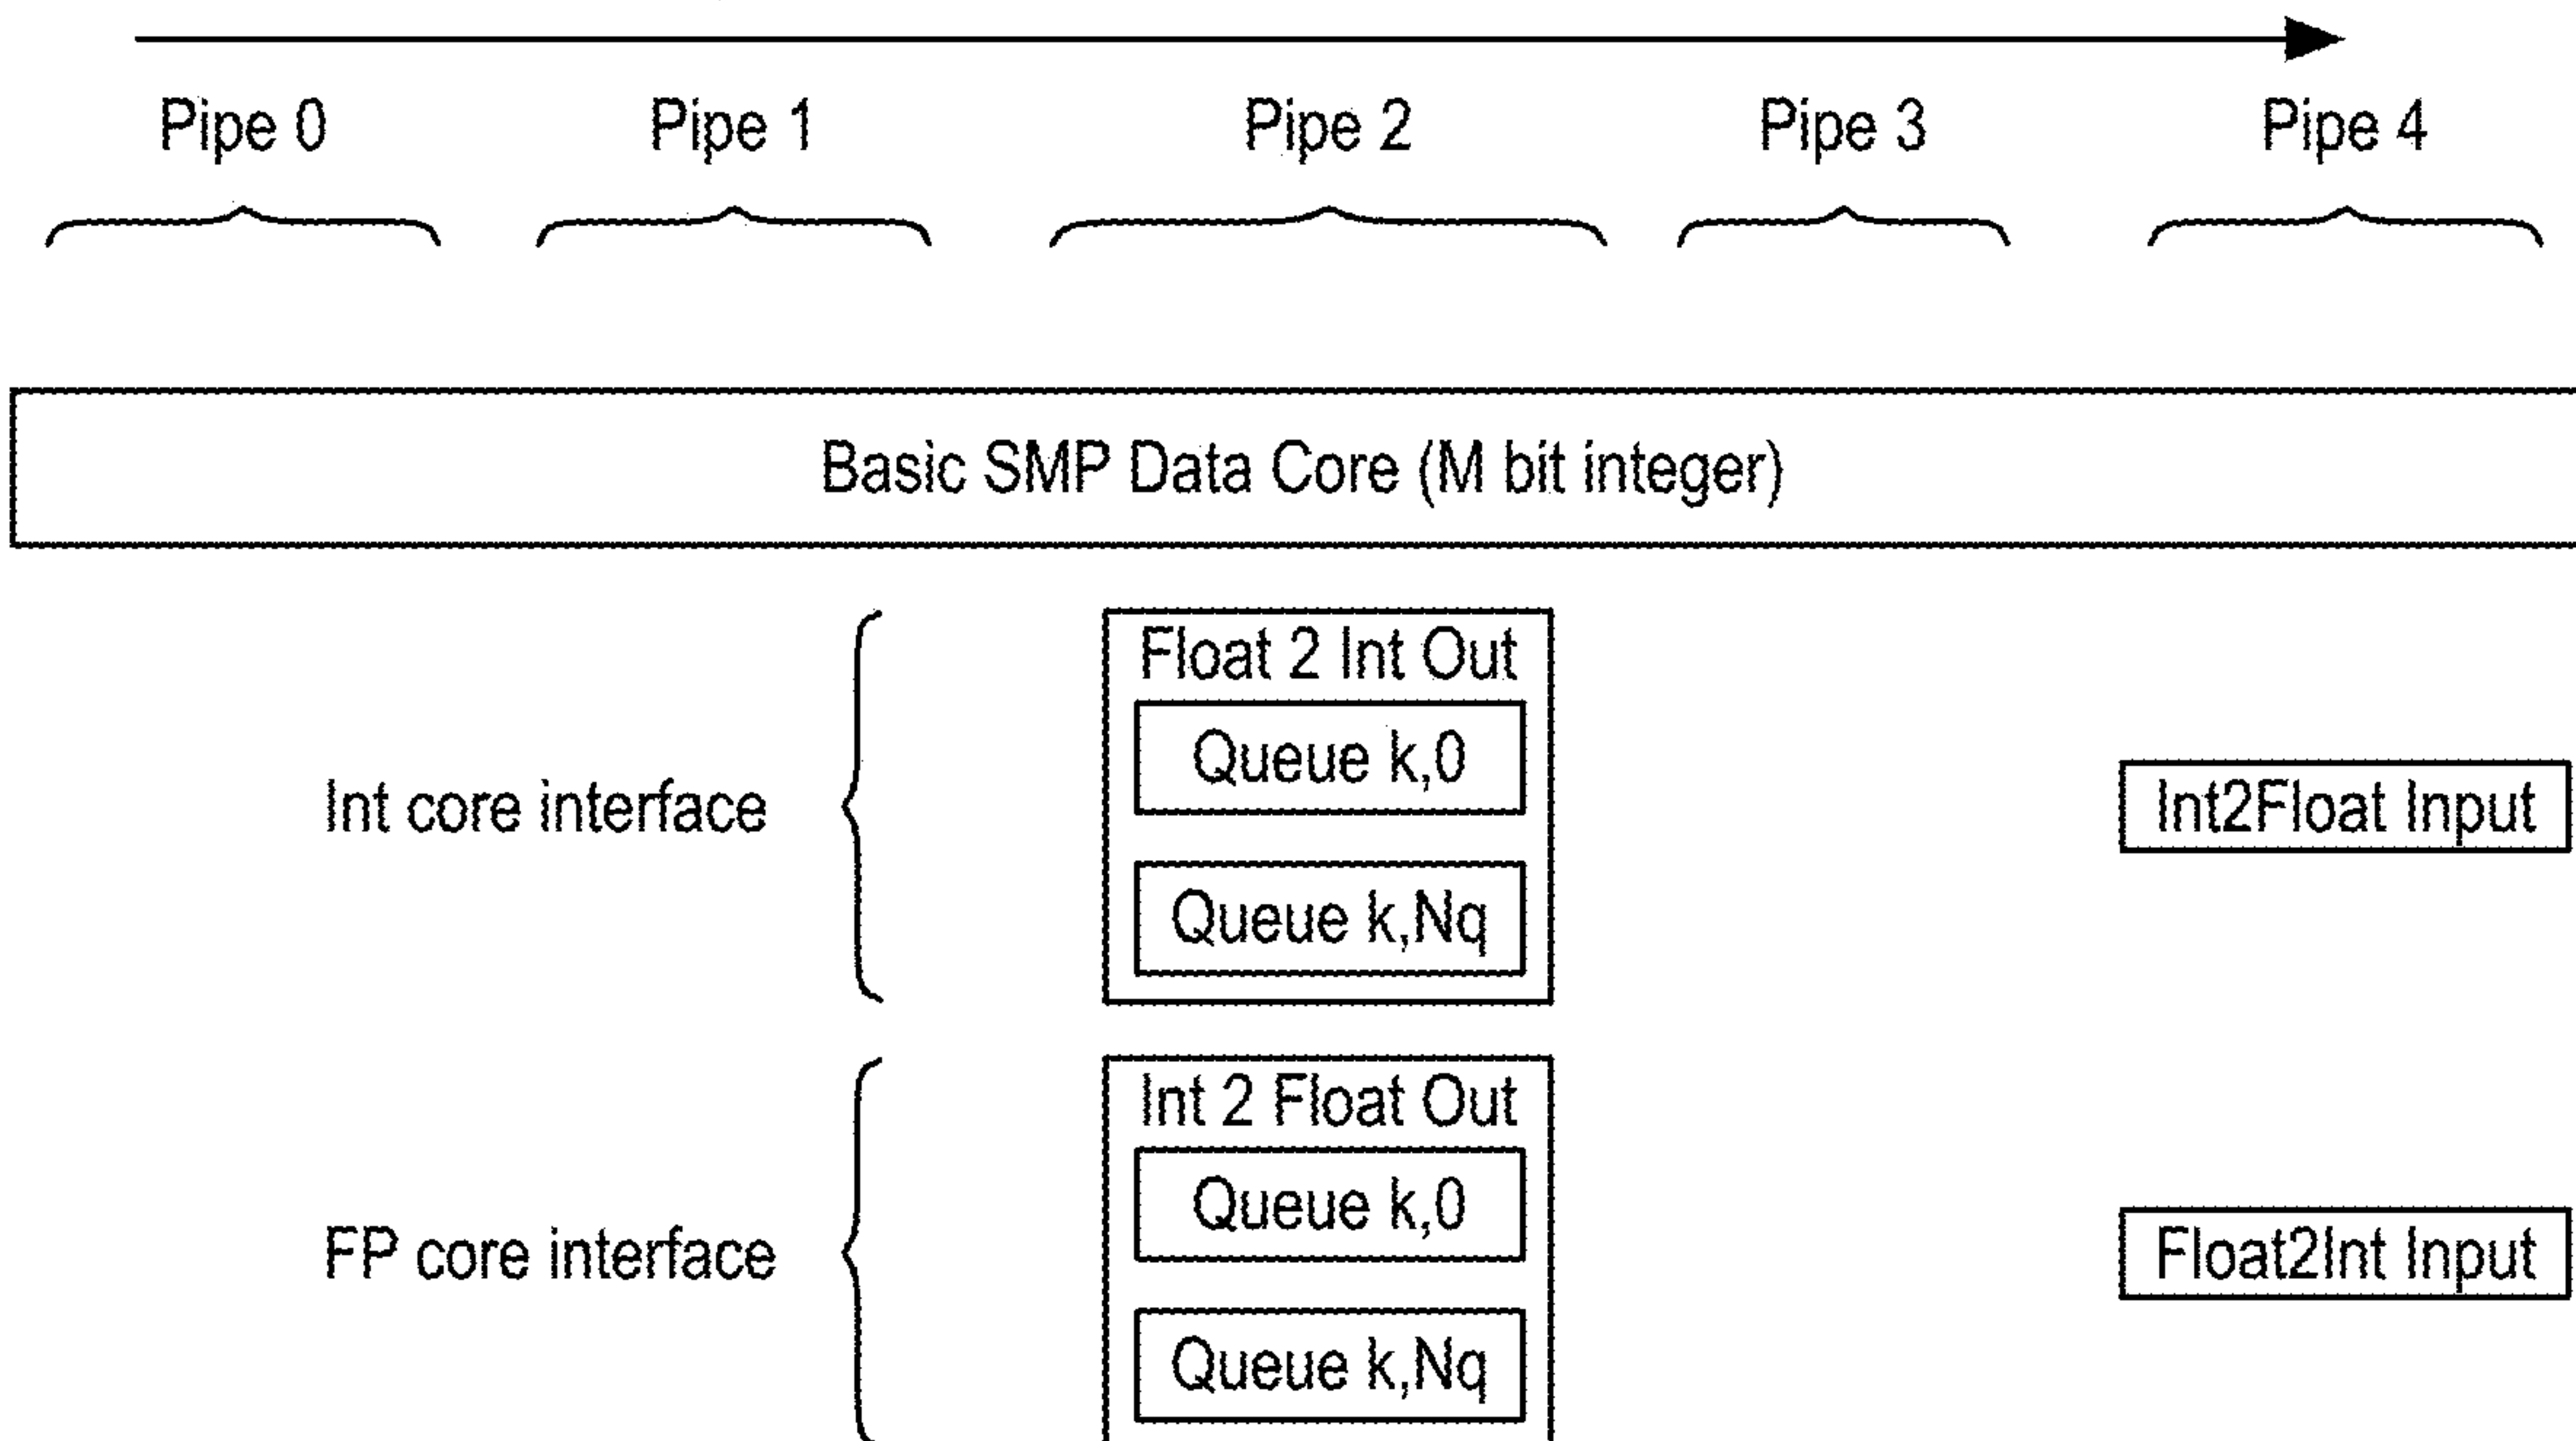 Pipe 0 Pipe 1 Pipe 2 Pipe 3 Pipe 4
Basic SMP Data Core (M bit integer)
Float 2 Int Out
Queue k,0
Int core interface
Int2Float Input
Queue k,Nq
Int 2 Float Out
Queue k,0
FP core interface
Float2Int Input
Queue k,Nq